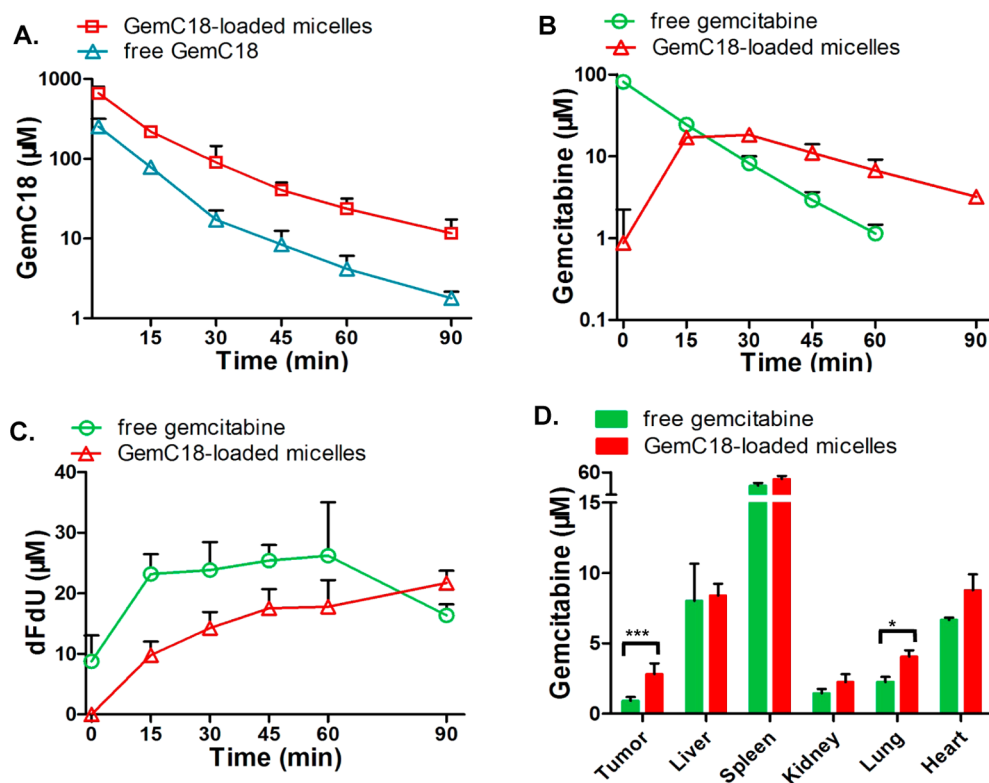 A.
GemC18-loaded micelles
free GemC18
GemC18 (µM)
1000
100
10
1
15 30 45 60 90
Time (min)
B
free gemcitabine
GemC18-loaded micelles
Gemcitabine (µM)
100
10
1
0.1
0 15 30 45 60 90
Time (min)
C.
free gemcitabine
GemC18-loaded micelles
dFdU (µM)
40
30
20
10
0
0 15 30 45 60 90
Time (min)
D.
free gemcitabine
GemC18-loaded micelles
Gemcitabine (µM)
60
15
10
5
0
***
*
Tumor Liver Spleen Kidney Lung Heart